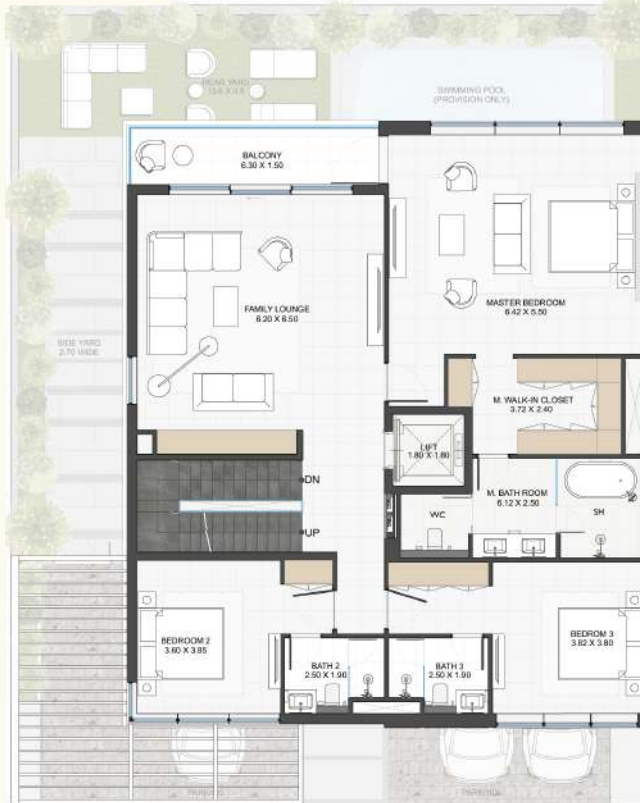 REAR YARD
SWIMMING POOL
(PROVISION ONLY)
BALCONY
6.30 X 1.50
FAMILY LOUNGE
6.20 X 6.50
MASTER BEDROOM
6.42 X 5.50
SIDE YARD
2.70 WIDE
M. WALK-IN CLOSET
3.72 X 2.40
LIFT
1.80 X 1.80
DN
M. BATH ROOM
6.12 X 2.50
WC
SH
UP
BEDROOM 2
3.60 X 3.85
BEDROM 3
3.82 X 3.80
BATH 2
2.50 X 1.90
BATH 3
2.50 X 1.90
PARKING